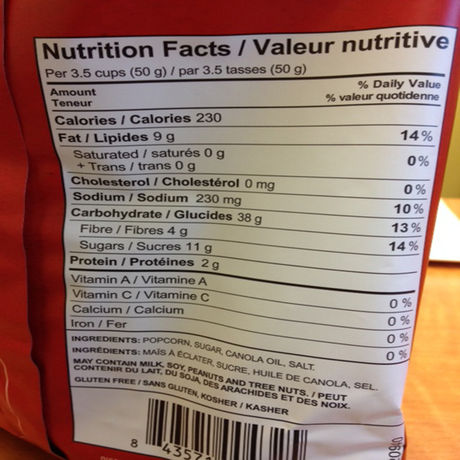 Nutrition Facts / Valeur nutritive
Per 3.5 cups (50 g) / par 3.5 tasses (50 g)
Amount % Daily Value
Teneur % valeur quotidienne
Calories / Calories 230
Fat / Lipides 9 g 14 %
Saturated / saturés 0 g
+ Trans / trans 0 g 0 %
Cholesterol / Cholestérol 0 mg 0 %
Sodium / Sodium 230 mg 10 %
Carbohydrate / Glucides 38 g 13 %
Fibre / Fibres 4 g 14 %
Sugars / Sucres 11 g
Protein / Protéines 2 g
Vitamin A / Vitamine A 0 %
Vitamin C / Vitamine C 0 %
Calcium / Calcium 0 %
Iron / Fer 0 %
INGREDIENTS: POPCORN, SUGAR, CANOLA OIL, SALT.
INGRÉDIENTS: MAÏS À ÉCLATER, SUCRE, HUILE DE CANOLA, SEL.
MAY CONTAIN MILK, SOY, PEANUTS AND TREE NUTS. / PEUT
CONTENIR DU LAIT, DU SOJA, DES ARACHIDES ET DES NOIX.
GLUTEN FREE / SANS GLUTEN, KOSHER / KASHER